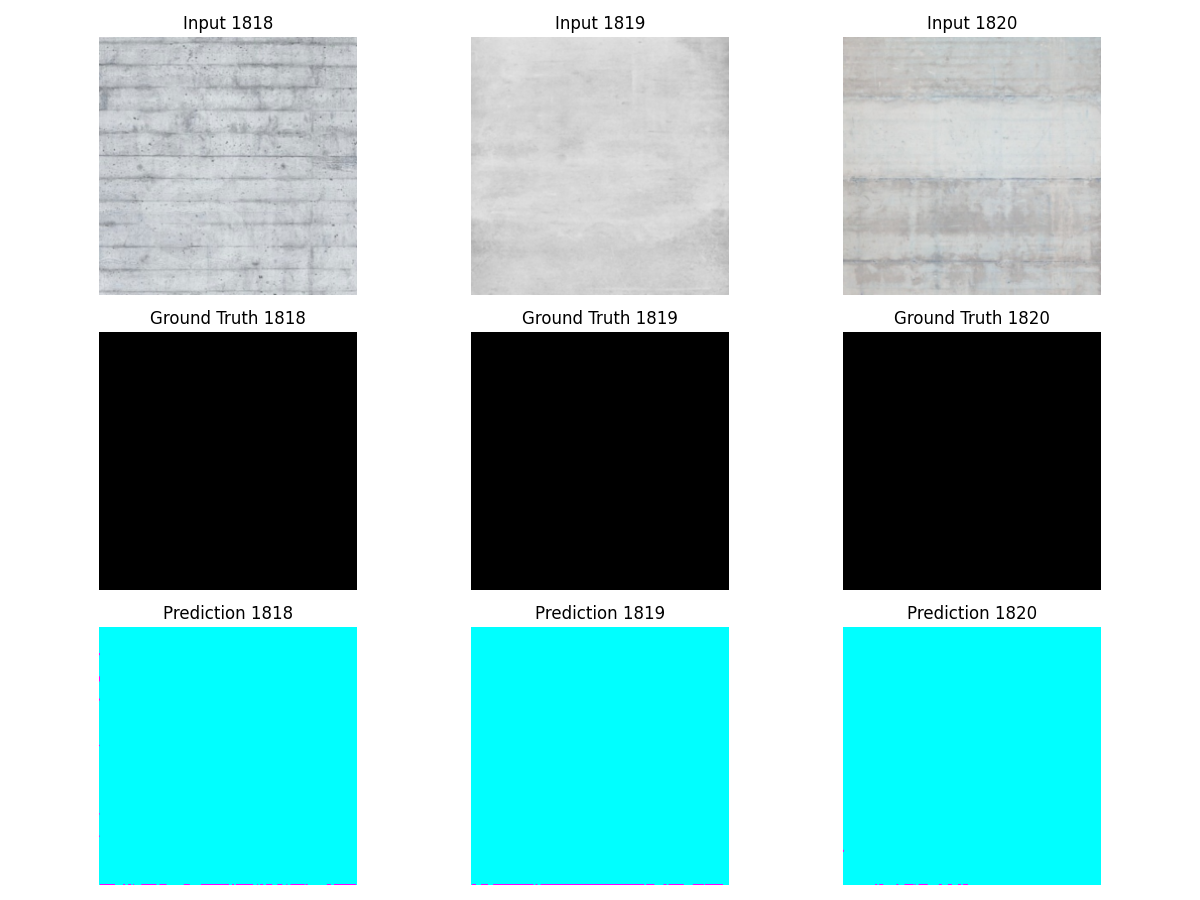 Input 1818
Input 1819
Input 1820
Ground Truth 1818
Ground Truth 1819
Ground Truth 1820
Prediction 1818
Prediction 1819
Prediction 1820